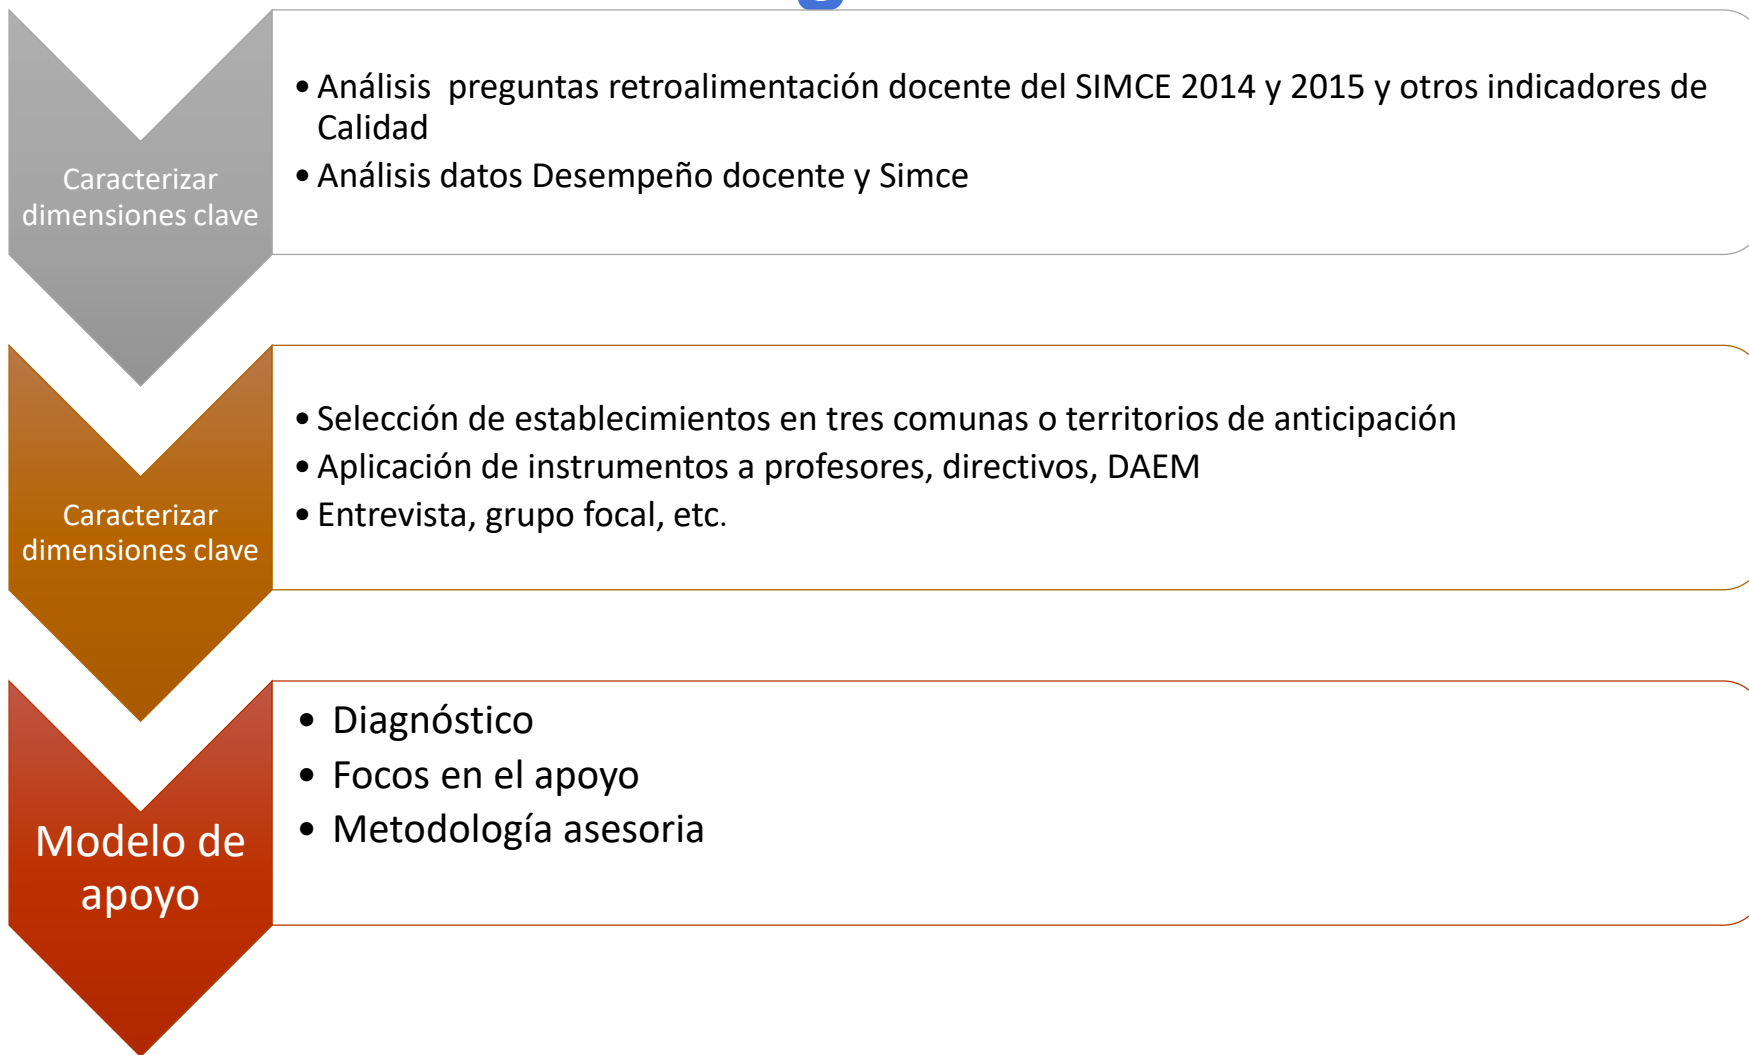 Caracterizar
dimensiones clave
• Análisis  preguntas retroalimentación docente del SIMCE 2014 y 2015 y otros indicadores de
Calidad
• Análisis datos Desempeño docente y Simce
Caracterizar
dimensiones clave
• Selección de establecimientos en tres comunas o territorios de anticipación
• Aplicación de instrumentos a profesores, directivos, DAEM
• Entrevista, grupo focal, etc.
Modelo de
apoyo
• Diagnóstico
• Focos en el apoyo
• Metodología asesoria